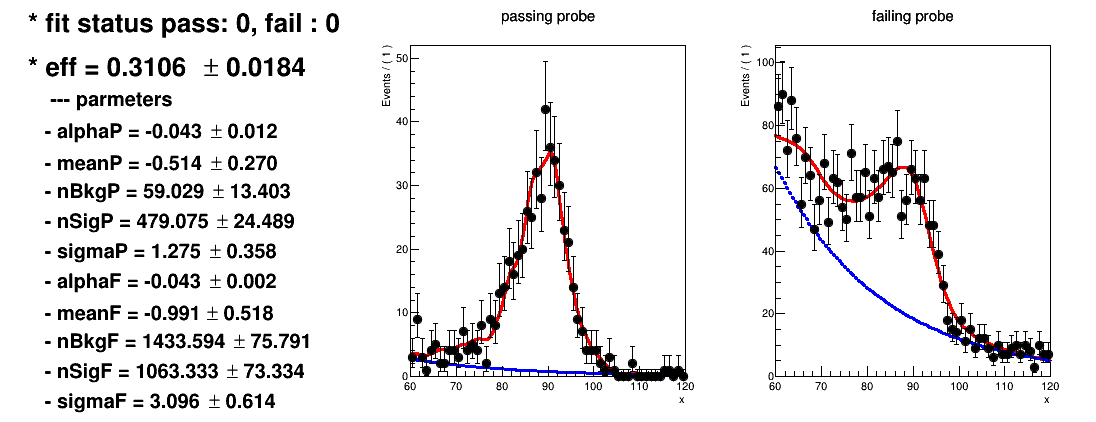 * fit status pass: 0, fail : 0
* eff = 0.3106 ± 0.0184
--- parmeters
- alphaP = -0.043 ± 0.012
- meanP = -0.514 ± 0.270
- nBkgP = 59.029 ± 13.403
- nSigP = 479.075 ± 24.489
- sigmaP = 1.275 ± 0.358
- alphaF = -0.043 ± 0.002
- meanF = -0.991 ± 0.518
- nBkgF = 1433.594 ± 75.791
- nSigF = 1063.333 ± 73.334
- sigmaF = 3.096 ± 0.614
passing probe
Events / ( 1 )
50
40
30
20
10
0
60 70 80 90 100 110 120
x
failing probe
Events / ( 1 )
100
80
60
40
20
0
60 70 80 90 100 110 120
x